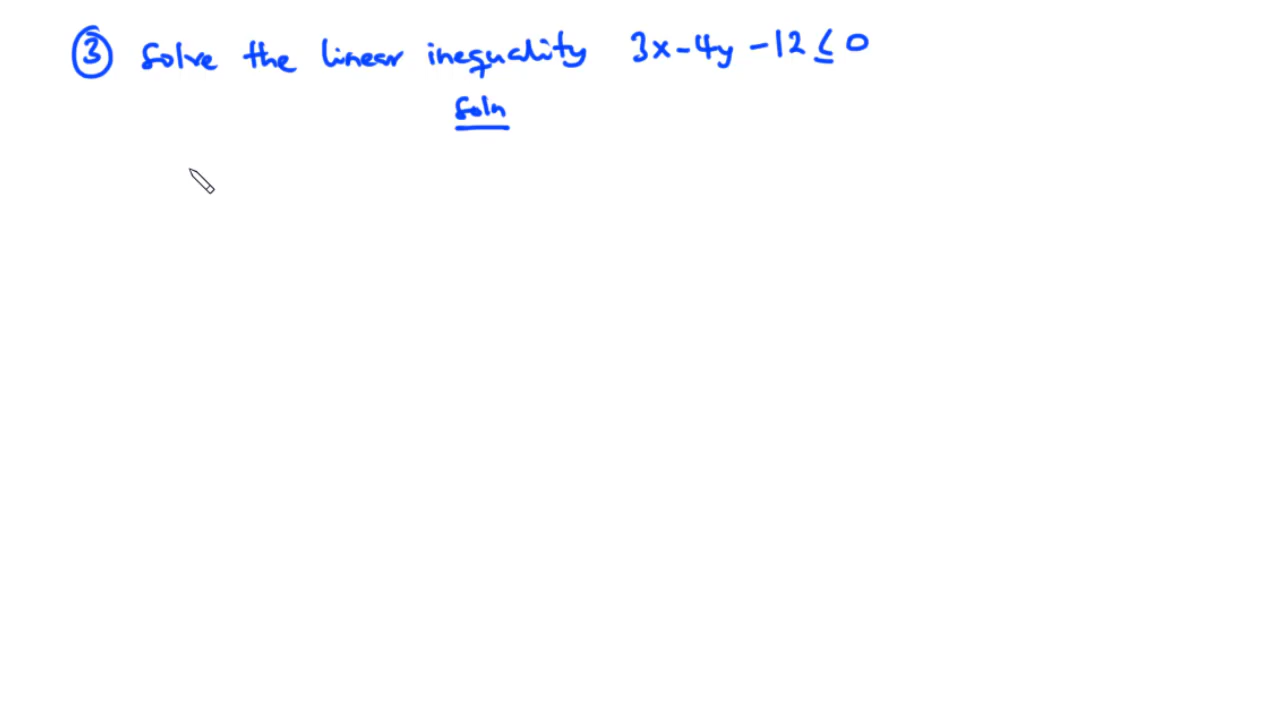 ③ Solve the linear inequality 3x-4y-12≤0
Soln